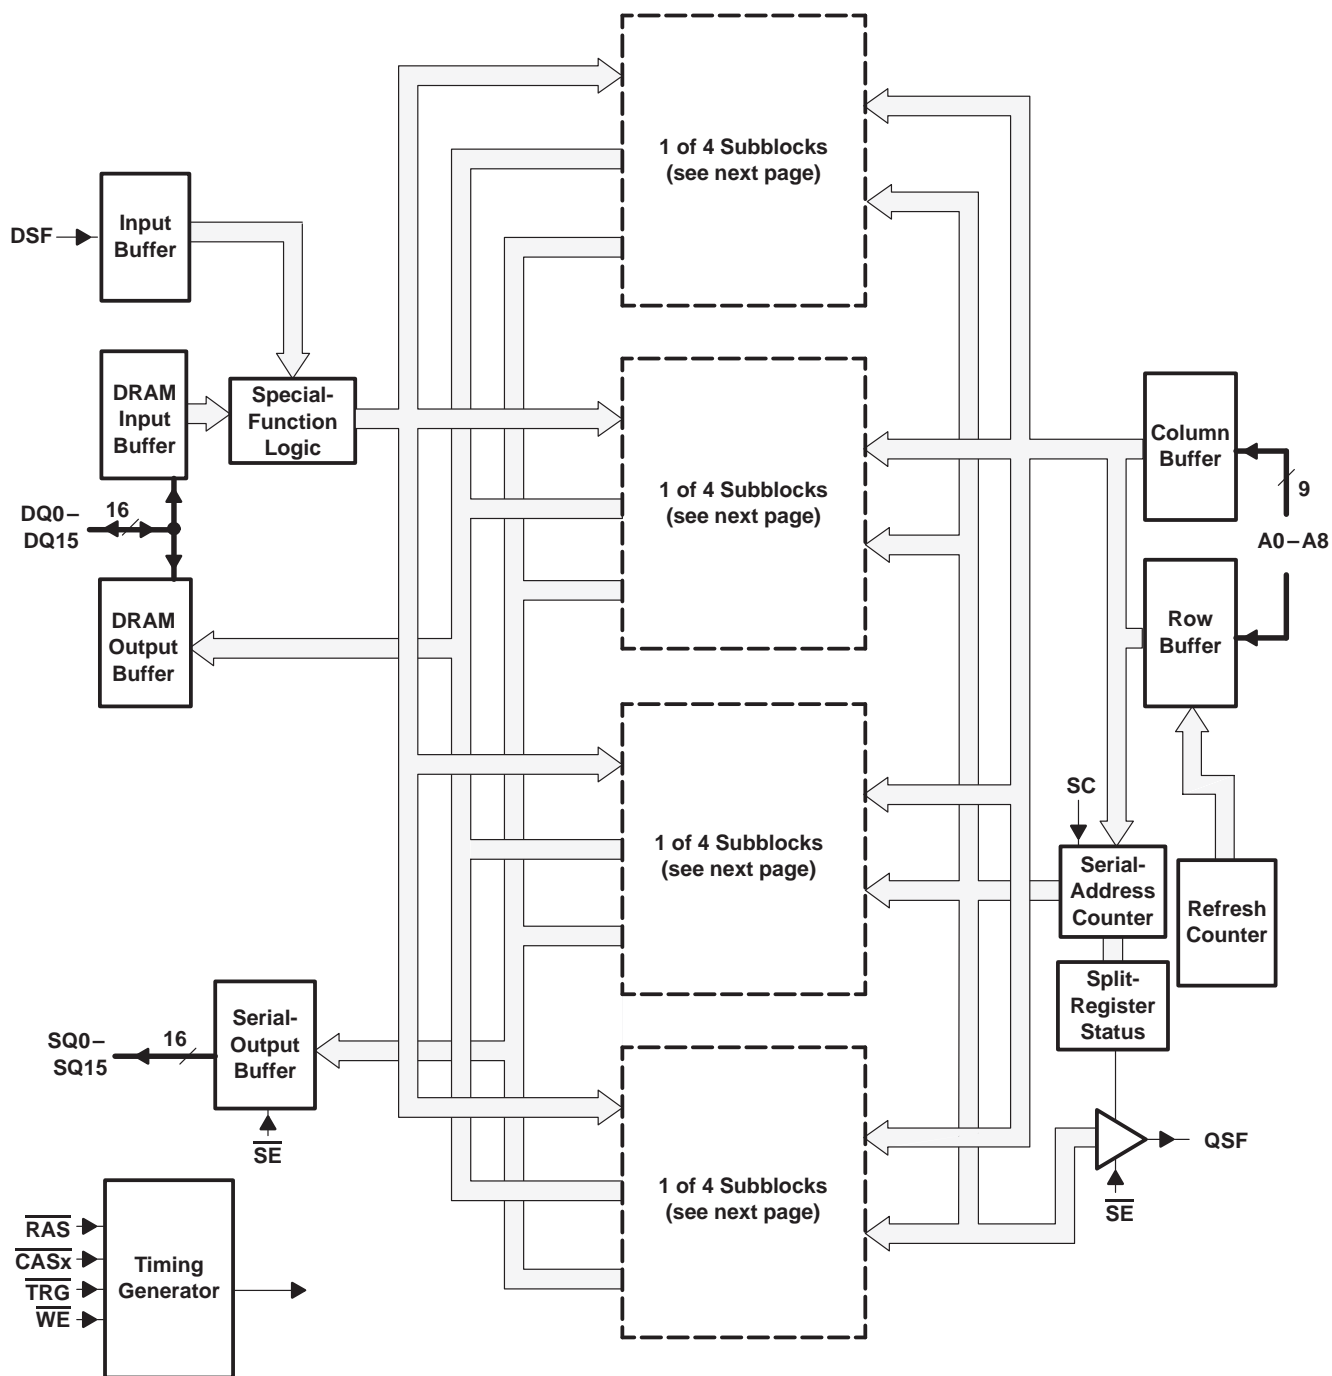 1 of 4 Subblocks
(see next page)
DSF
Input
Buffer
DRAM
Input
Buffer
Special-
Function
Logic
1 of 4 Subblocks
(see next page)
Column
Buffer
9
A0–A8
DQ0–
DQ15
16
DRAM
Output
Buffer
Row
Buffer
1 of 4 Subblocks
(see next page)
SC
Serial-
Address
Counter
Refresh
Counter
Split-
Register
Status
SQ0–
SQ15
16
Serial-
Output
Buffer
SE
1 of 4 Subblocks
(see next page)
QSF
SE
RAS
CASx
TRG
WE
Timing
Generator